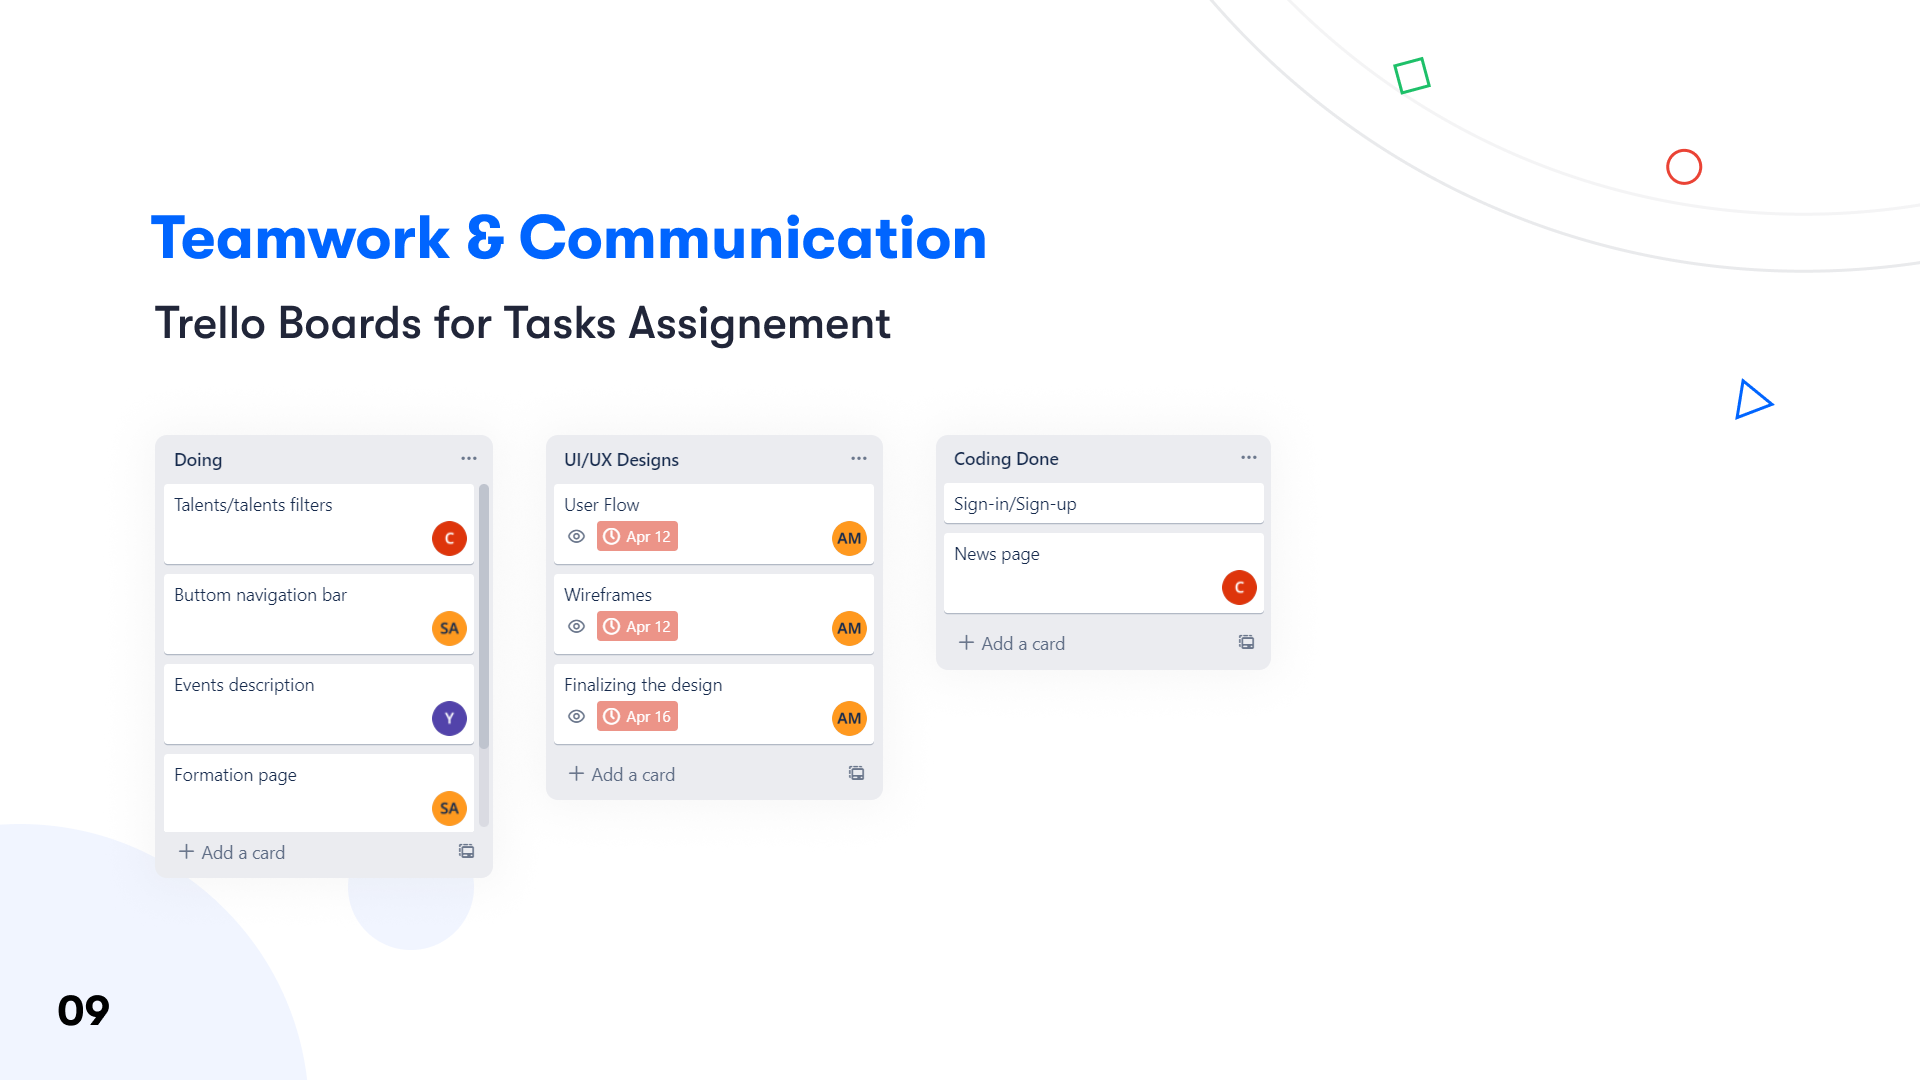 Teamwork & Communication
Trello Boards for Tasks Assignement
Doing
Talents/talents filters
C
Buttom navigation bar
SA
Events description
Y
Formation page
SA
+ Add a card
UI/UX Designs
User Flow
Apr 12
AM
Wireframes
Apr 12
AM
Finalizing the design
Apr 16
AM
+ Add a card
Coding Done
Sign-in/Sign-up
News page
C
+ Add a card
09